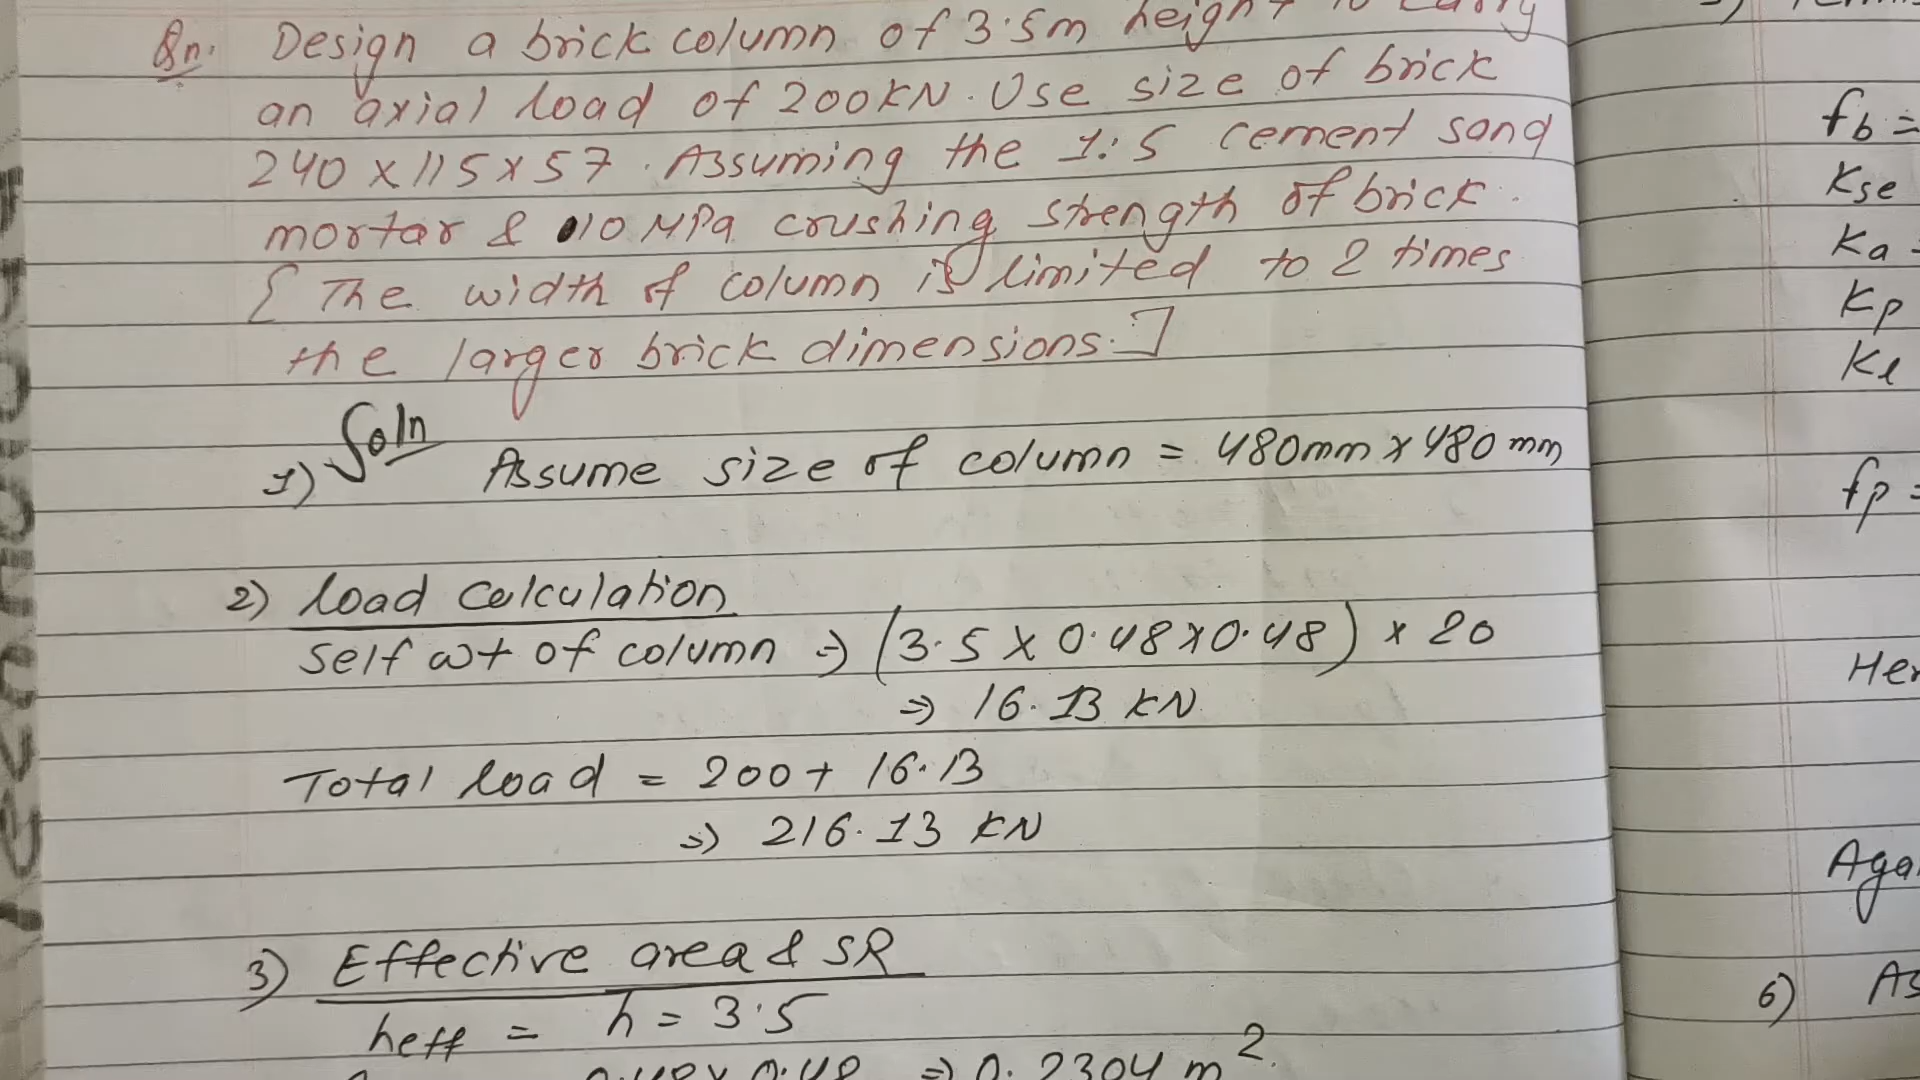 Qn. Design a brick column of 3.5m height to carry
an axial load of 200KN. Use size of brick
240 x 115 x 57. Assuming the 1:5 cement sand
mortar & 10 MPa crushing strength of brick.
[ The width of column is limited to 2 times
the larger brick dimensions.]
Soln
1) Assume size of column = 480mm x 480 mm
2) Load Calculation
Self wt of column ⇒ (3.5 x 0.48 x 0.48) x 20
⇒ 16.13 KN
Total load = 200 + 16.13
⇒ 216.13 KN
3) Effective area & SR
heff = h = 3.5
0.48 x 0.48 ⇒ 0.2304 m²
fb =
Kse
Ka =
Kp
Kl
fp =
6)